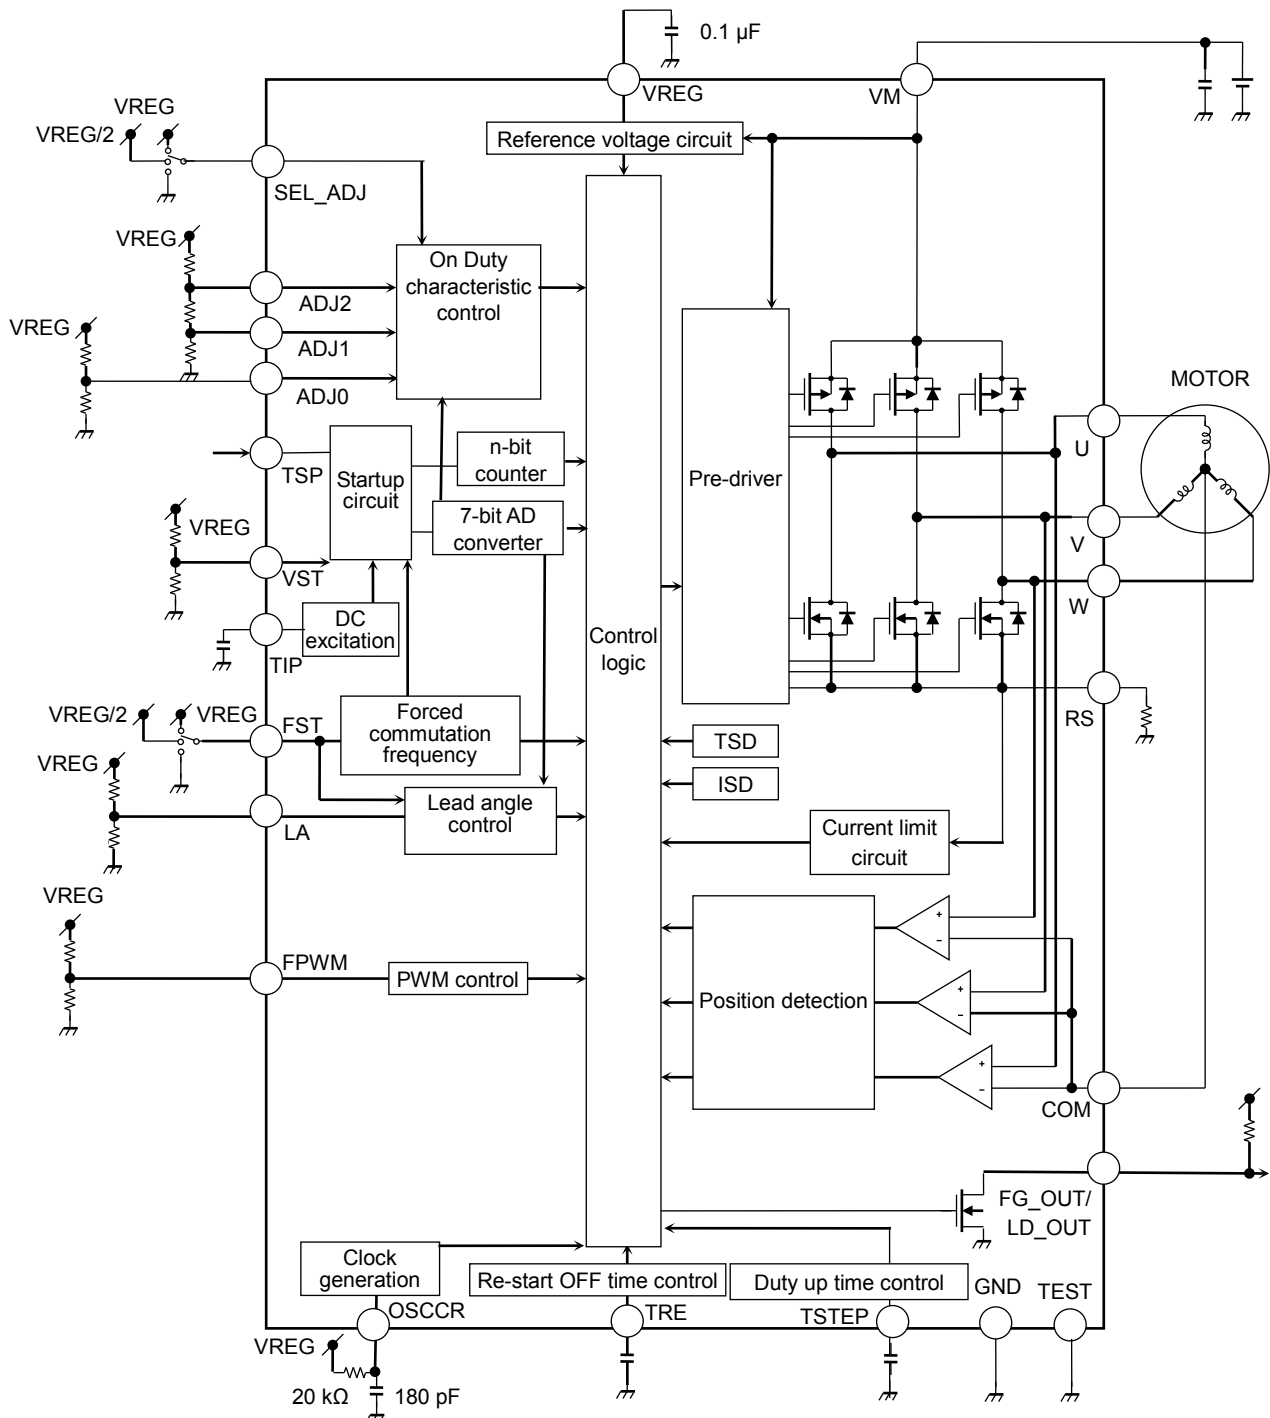 0.1 µF
VREG
VM
VREG
VREG/2
Reference voltage circuit
SEL_ADJ
VREG
On Duty
characteristic
control
ADJ2
VREG
ADJ1
ADJ0
MOTOR
U
TSP
Startup
circuit
n-bit
counter
Pre-driver
7-bit AD
converter
VREG
V
VST
W
DC
excitation
TIP
Control
logic
VREG/2
VREG
FST
Forced
commutation
frequency
RS
TSD
VREG
ISD
Lead angle
control
LA
Current limit
circuit
VREG
+
-
FPWM
PWM control
Position detection
+
-
+
-
COM
FG_OUT/
LD_OUT
Clock
generation
Re-start OFF time control
Duty up time control
GND
TEST
OSCCR
TRE
TSTEP
VREG
20 kΩ
180 pF